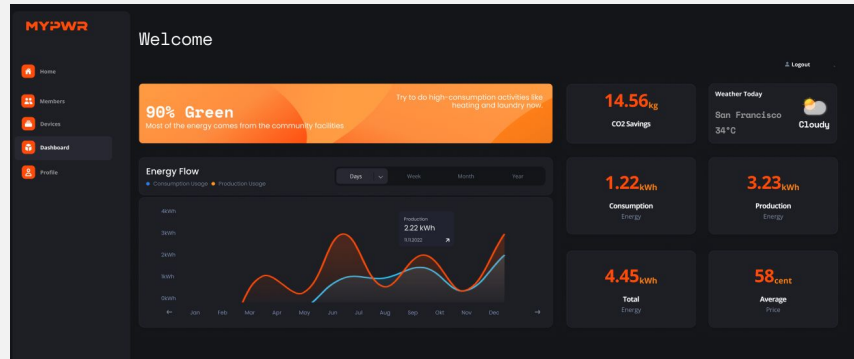 MYPWR
Welcome
Logout
Home
Members
Devices
Dashboard
Profile
90% Green
Most of the energy comes from the community facilities
Try to do high-consumption activities like
heating and laundry now.
14.56kg
CO2 Savings
Weather Today
San Francisco
34°C
Cloudy
Energy Flow
Consumption Usage
Production Usage
Days
Week
Month
Year
1.22kWh
Consumption
Energy
3.23kWh
Production
Energy
4kWh
3kWh
2kWh
1kWh
0kWh
Production
2.22 kWh
11.11.2022
Jan Feb Mar Apr May Jun Jul Aug Sep Okt Nov Dec
4.45kWh
Total
Energy
58cent
Average
Price